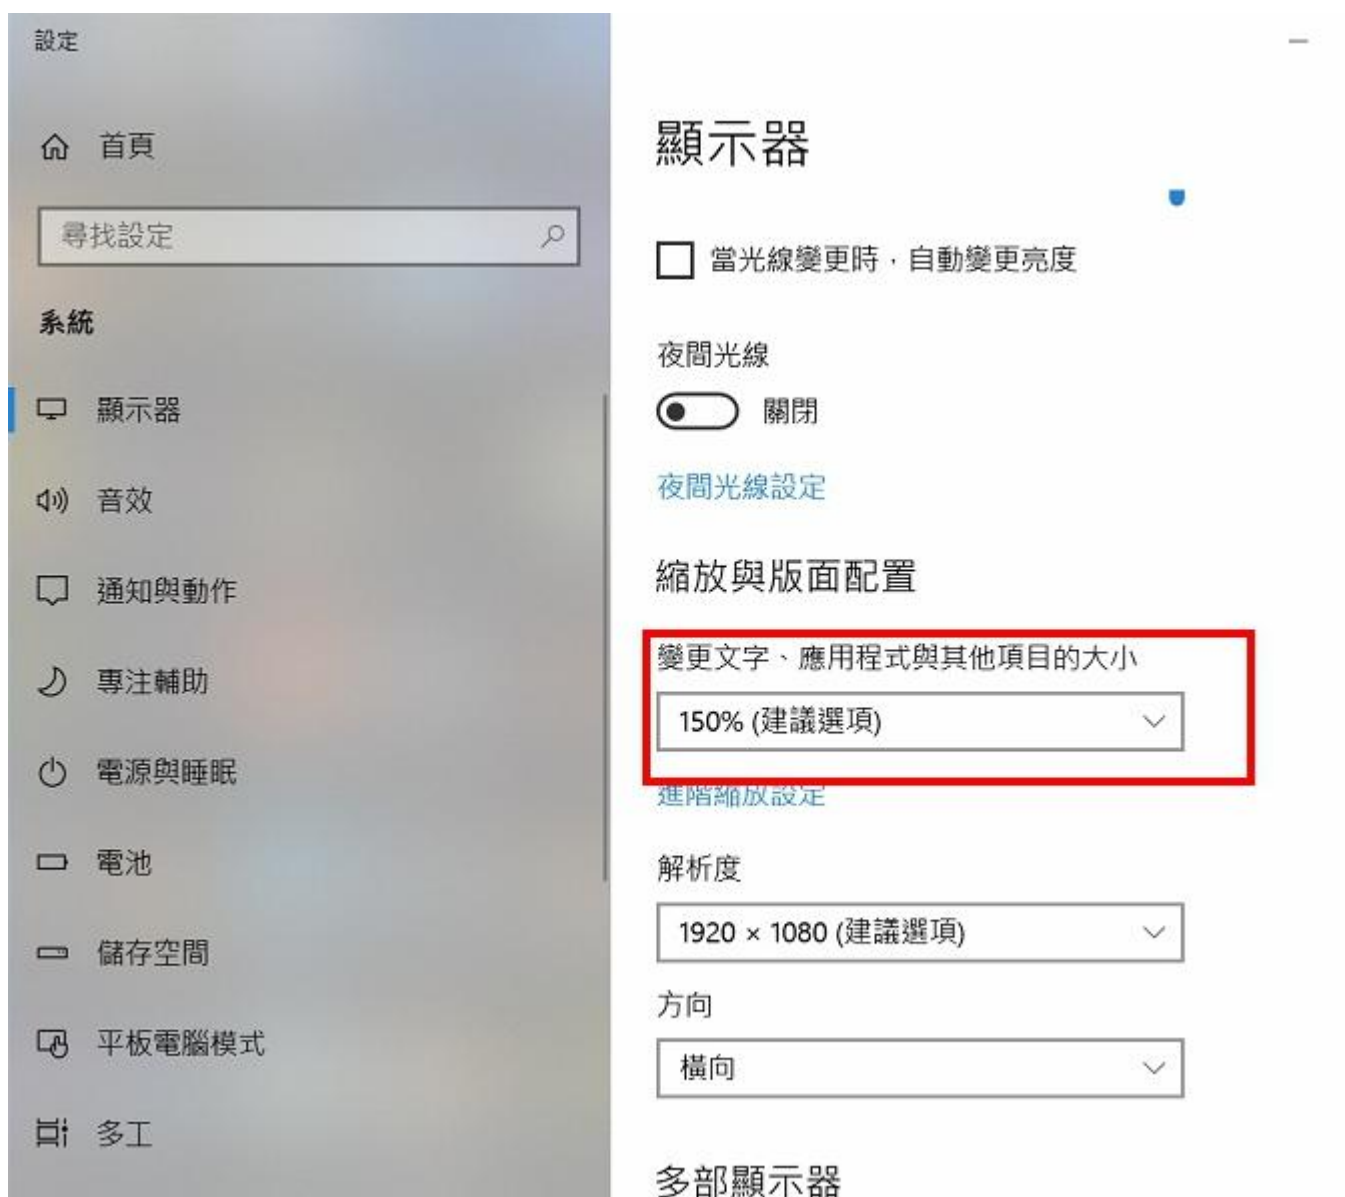 設定
首頁
尋找設定
系統
顯示器
音效
通知與動作
專注輔助
電源與睡眠
電池
儲存空間
平板電腦模式
多工
顯示器
當光線變更時，自動變更亮度
夜間光線
關閉
夜間光線設定
縮放與版面配置
變更文字、應用程式與其他項目的大小
150% (建議選項)
進階縮放設定
解析度
1920 × 1080 (建議選項)
方向
橫向
多部顯示器